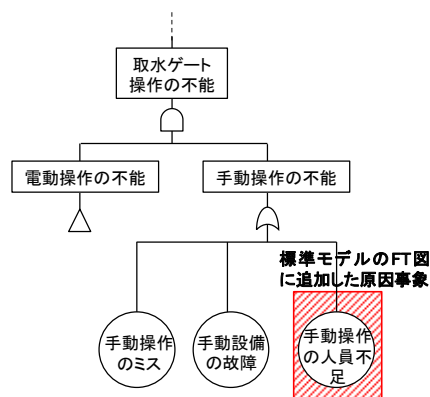 取水ゲート
操作の不能
電動操作の不能
手動操作の不能
標準モデルのFT図
に追加した原因事象
手動操作
のミス
手動設備
の故障
手動操作
の人員不
足